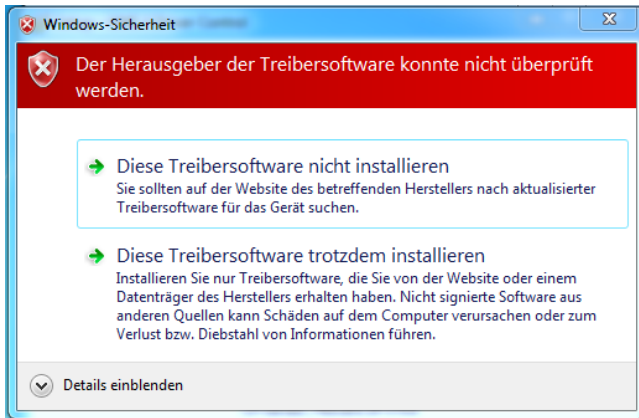 Windows-Sicherheit
Der Herausgeber der Treibersoftware konnte nicht überprüft
werden.
Diese Treibersoftware nicht installieren
Sie sollten auf der Website des betreffenden Herstellers nach aktualisierter
Treibersoftware für das Gerät suchen.
Diese Treibersoftware trotzdem installieren
Installieren Sie nur Treibersoftware, die Sie von der Website oder einem
Datenträger des Herstellers erhalten haben. Nicht signierte Software aus
anderen Quellen kann Schäden auf dem Computer verursachen oder zum
Verlust bzw. Diebstahl von Informationen führen.
Details einblenden